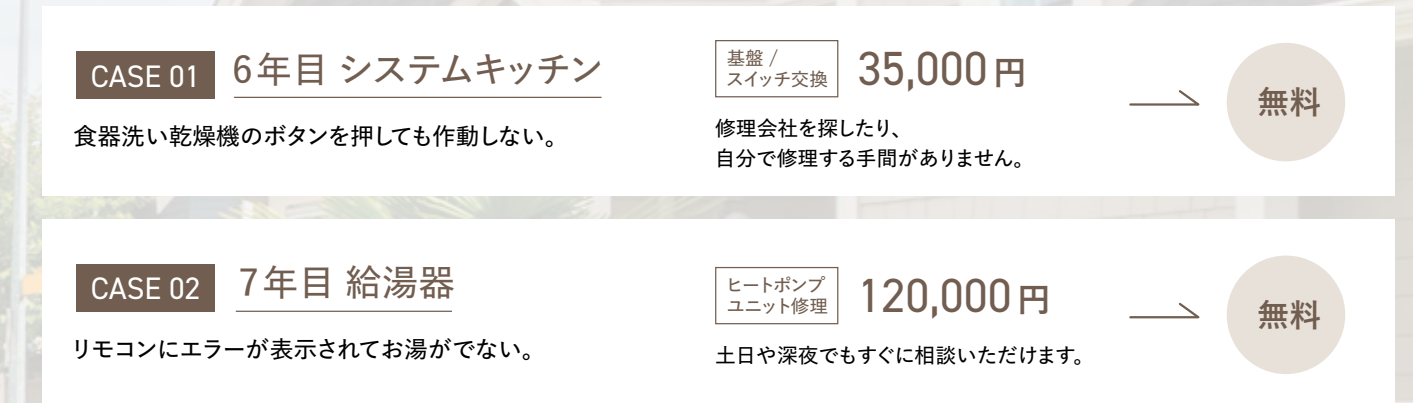 CASE 01 6年目 システムキッチン
食器洗い乾燥機のボタンを押しても作動しない。
基盤 /
スイッチ交換
35,000円
修理会社を探したり、
自分で修理する手間がありません。
無料
CASE 02 7年目 給湯器
リモコンにエラーが表示されてお湯がでない。
ヒートポンプ
ユニット修理
120,000円
土日や深夜でもすぐに相談いただけます。
無料